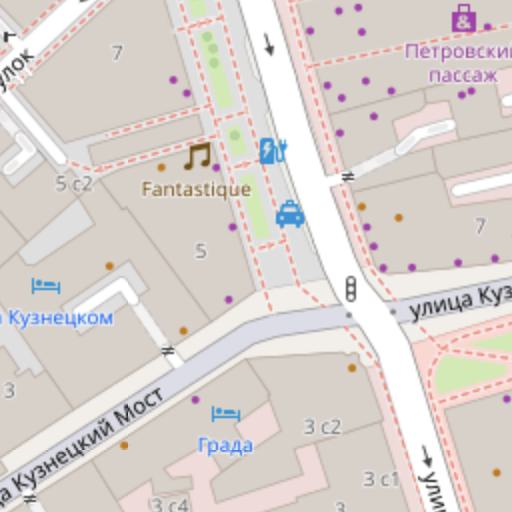 улок
7
Петровский
пассаж
5 с2
Fantastique
7
5
Кузнецком
улица Куз
3
ца Кузнецкий Мост
Града
3 с2
3 с1
3 с4
3
ули